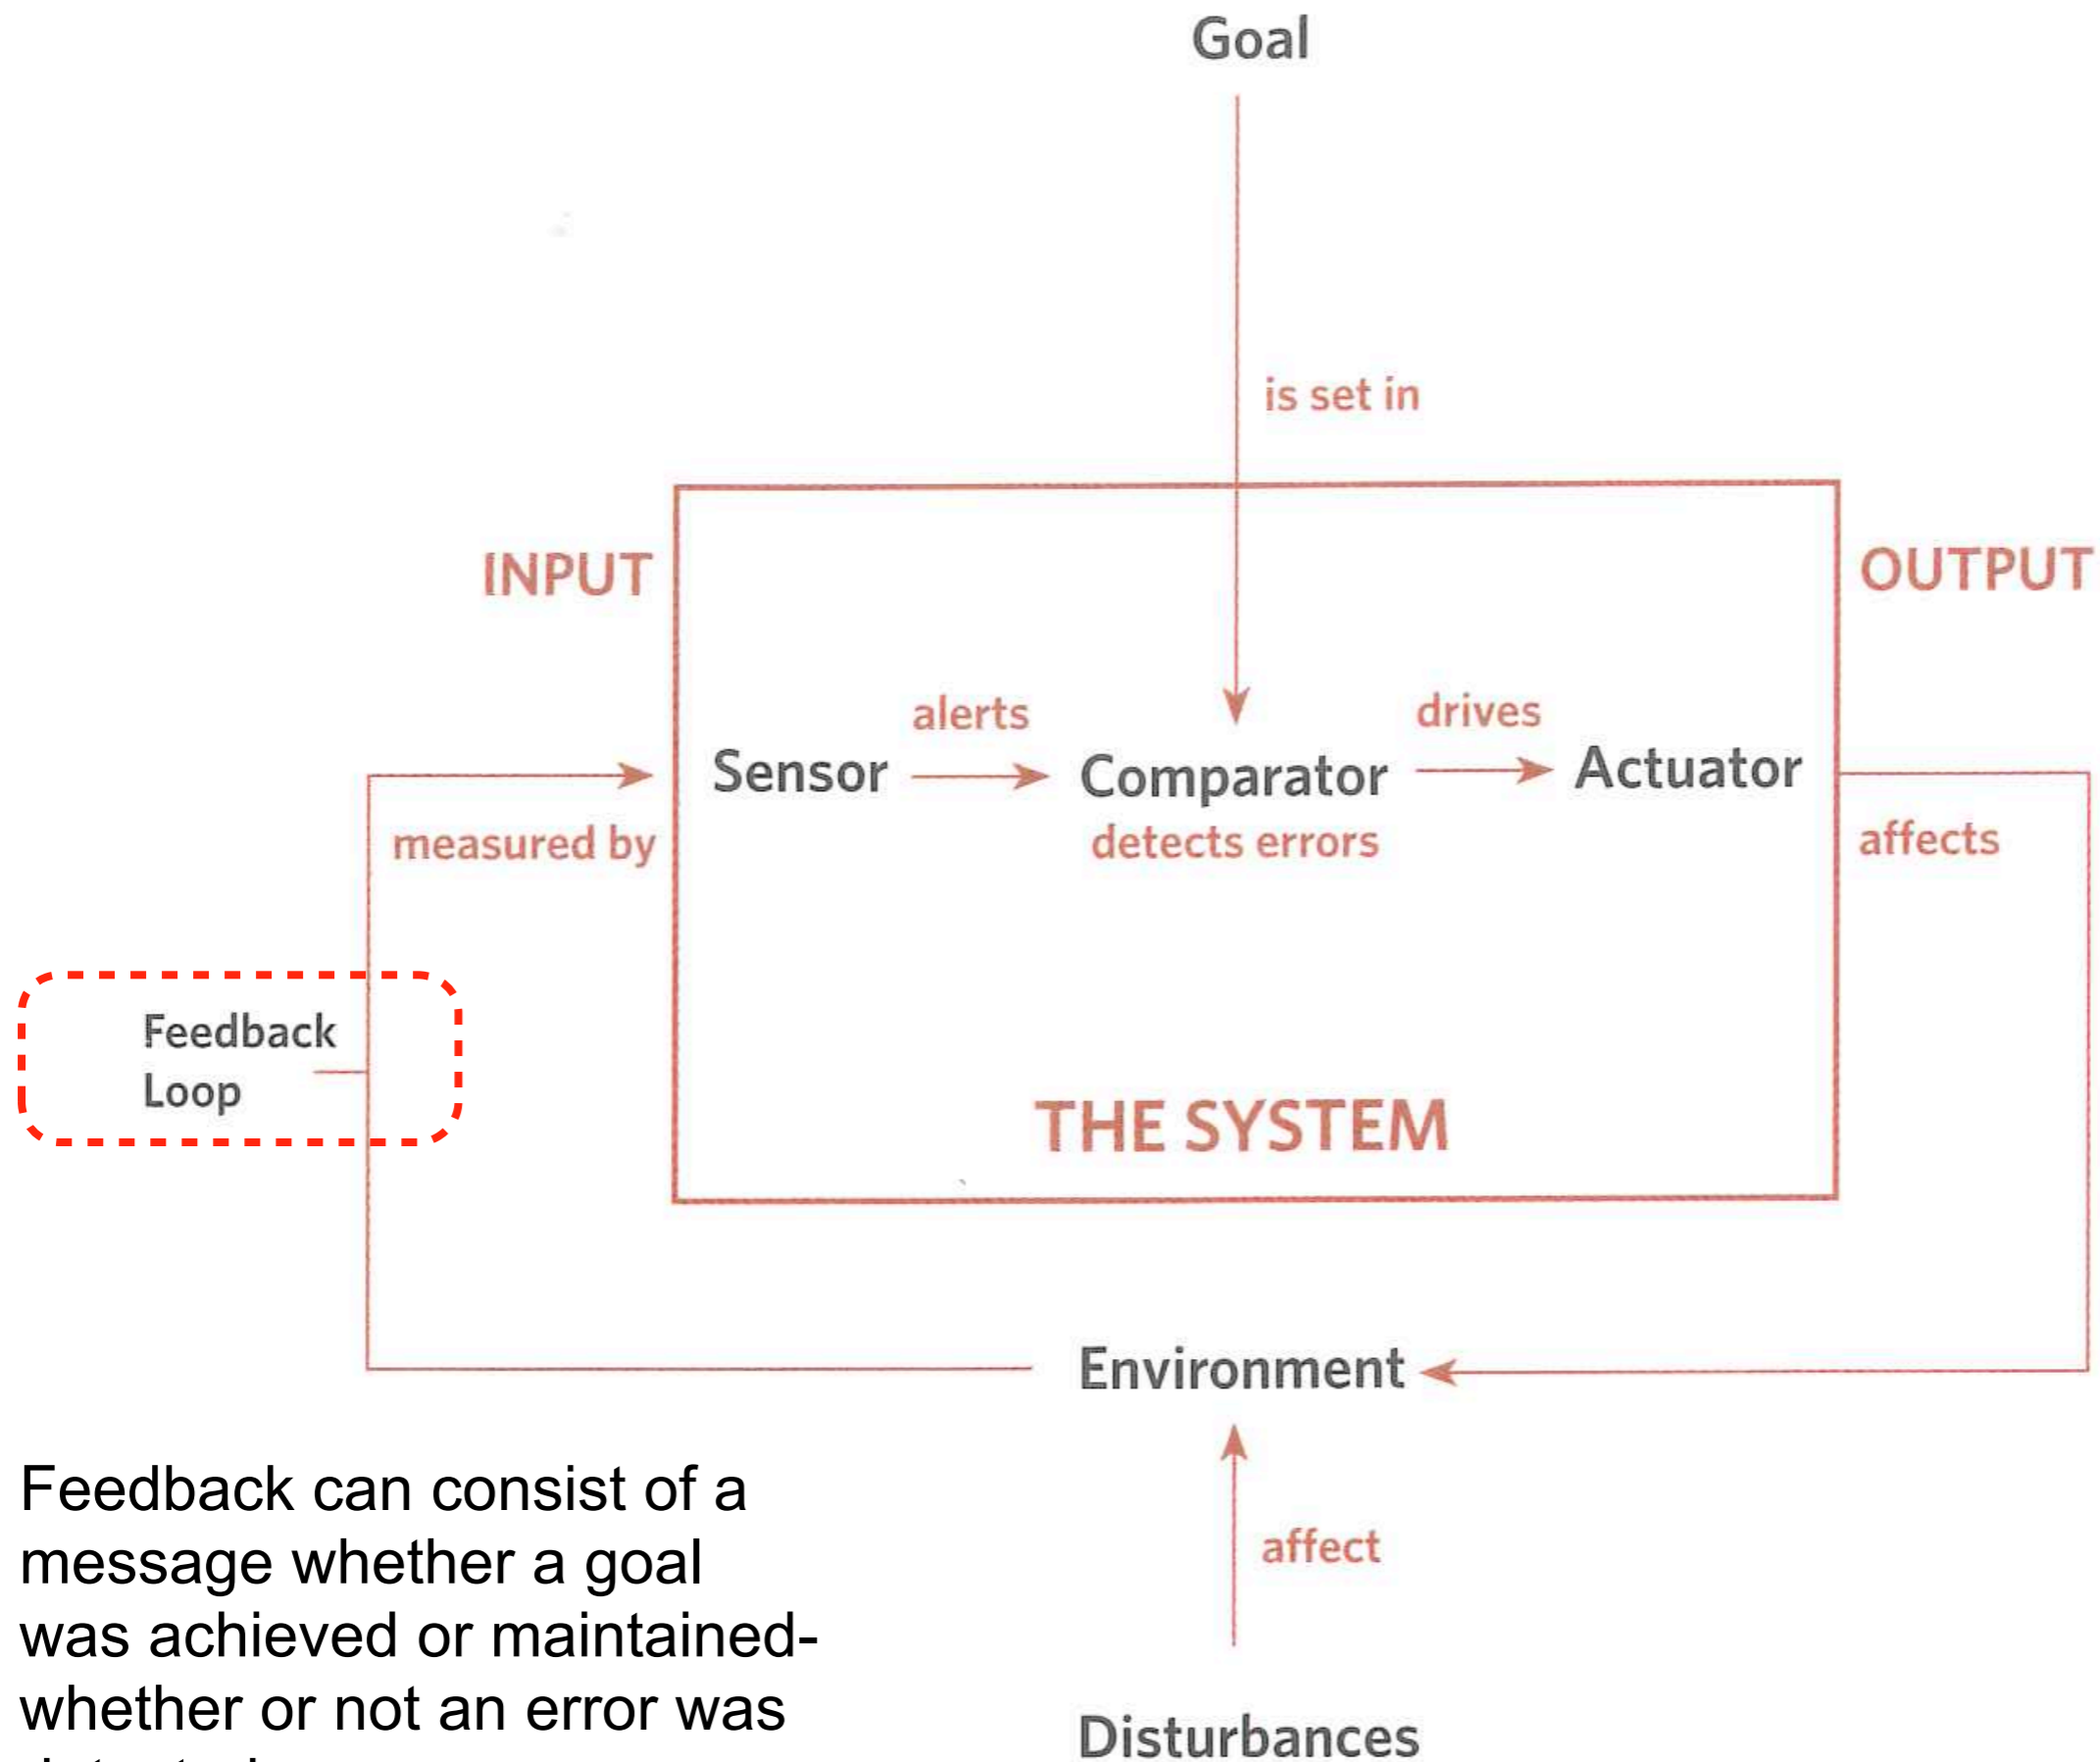 Goal
is set in
INPUT
OUTPUT
alerts
drives
Sensor
Comparator
Actuator
measured by
detects errors
affects
Feedback
Loop
THE SYSTEM
Environment
Feedback can consist of a
message whether a goal
was achieved or maintained-
whether or not an error was
affect
Disturbances